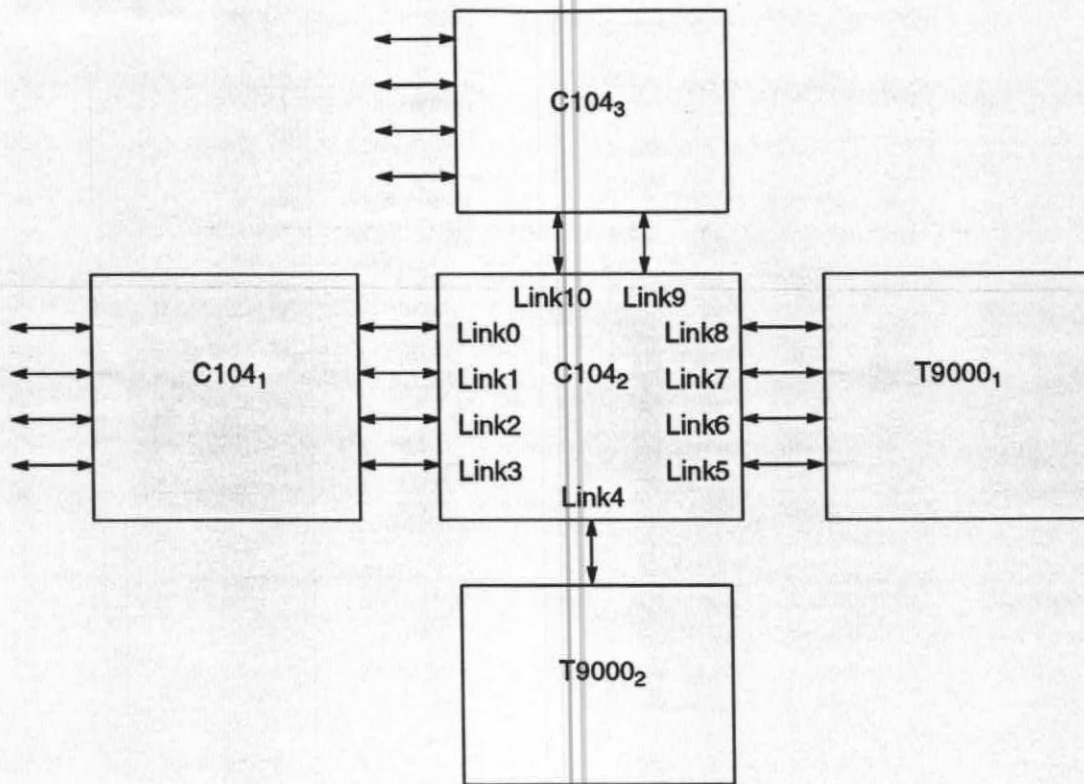 C104₃
Link10 Link9
Link0 Link8
C104₁ Link1 C104₂ Link7 T9000₁
Link2 Link6
Link3 Link5
Link4
T9000₂